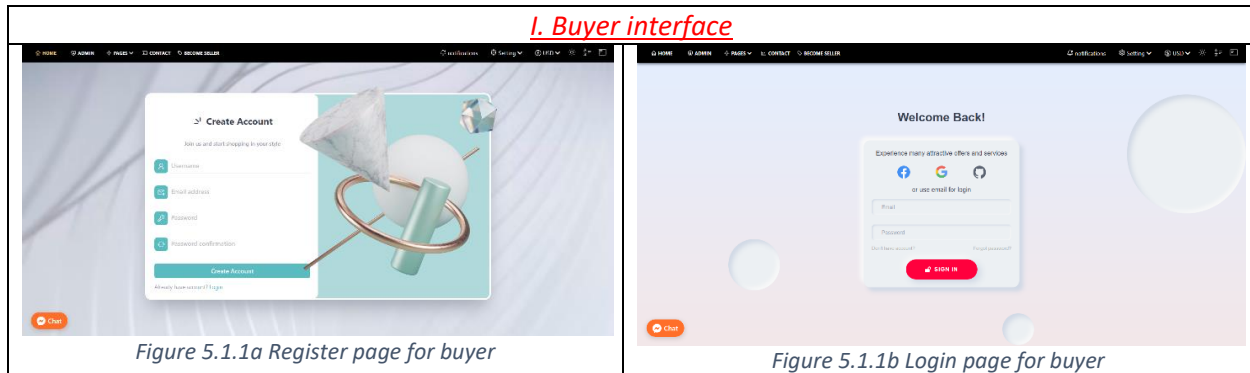 I. Buyer interface
HOME ADMIN PAGES CONTACT BECOME SELLER
notifications Setting USD
Create Account
Join us and start shopping in your style
Username
Email address
Password
Password confirmation
Create Account
Already have account? Login
Chat
Figure 5.1.1a Register page for buyer
HOME ADMIN PAGES CONTACT BECOME SELLER
notifications Setting USD
Welcome Back!
Experience many attractive offers and services
or use email for login
Email
Password
Don't have account? Forgot password?
SIGN IN
Chat
Figure 5.1.1b Login page for buyer